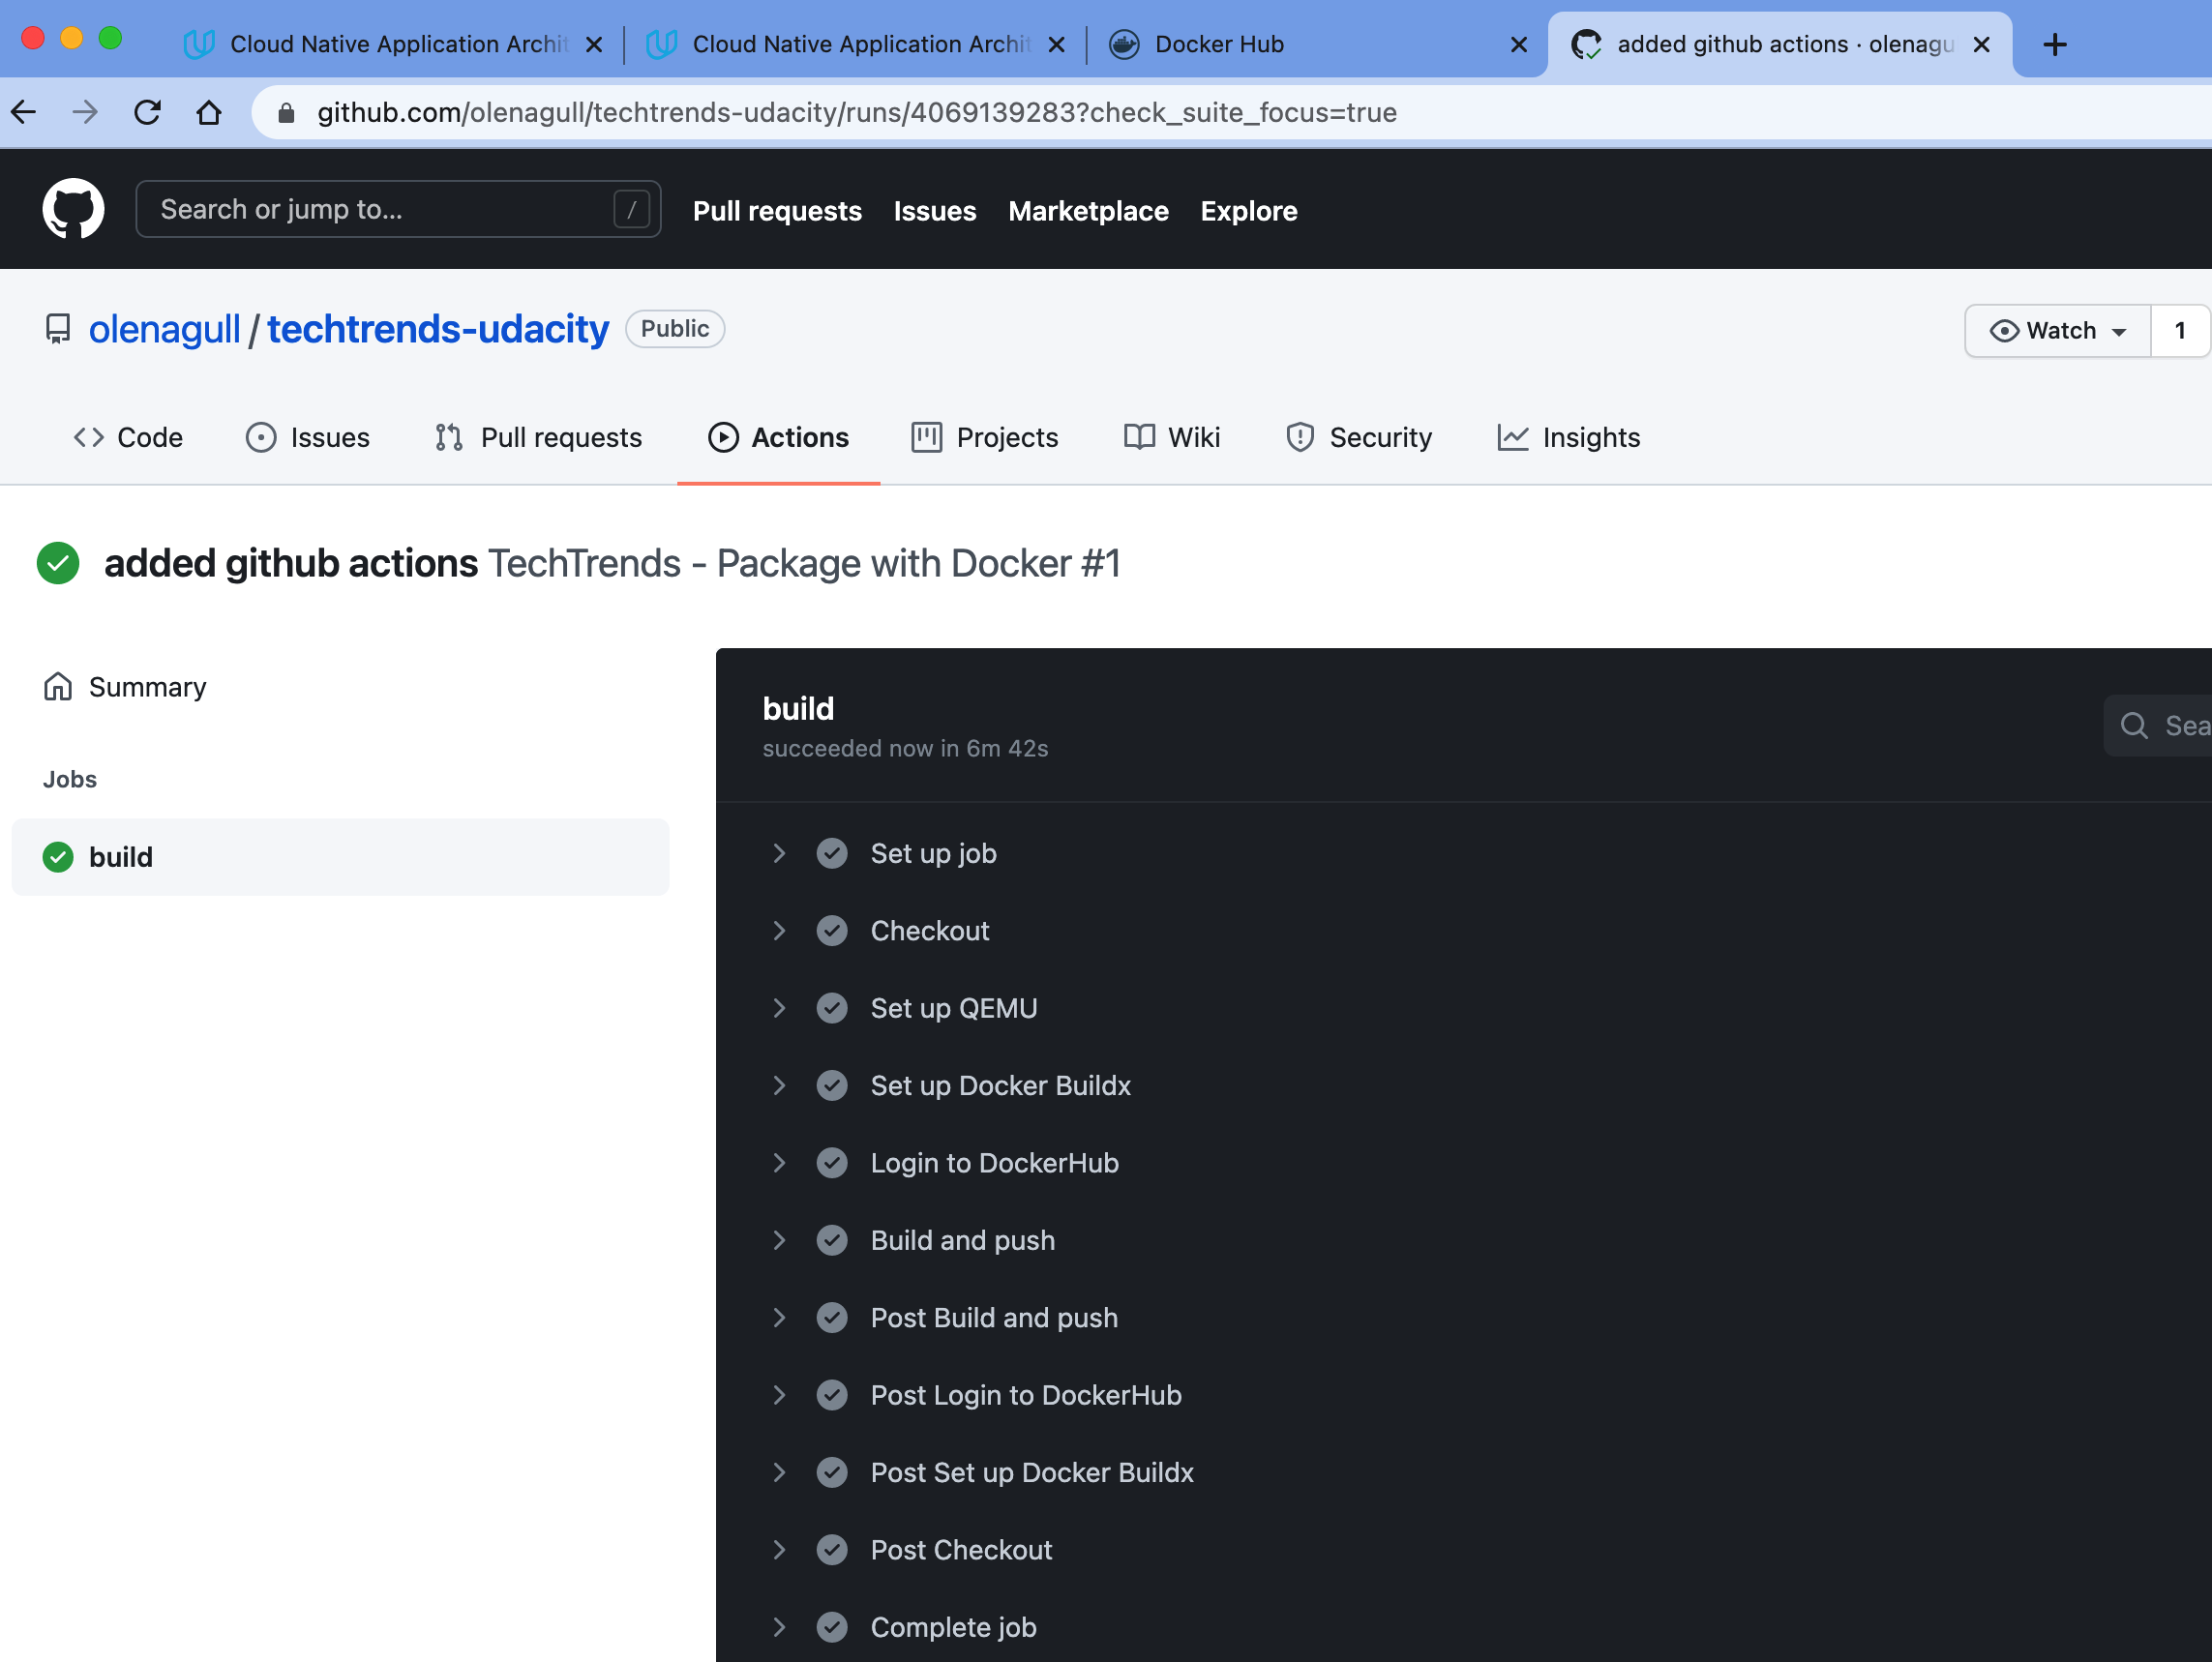 Cloud Native Application Archit
Cloud Native Application Archit
Docker Hub
added github actions · olenagu
github.com/olenagull/techtrends-udacity/runs/4069139283?check_suite_focus=true
Search or jump to... /
Pull requests Issues Marketplace Explore
olenagull / techtrends-udacity Public
Watch 1
Code Issues Pull requests Actions Projects Wiki Security Insights
added github actions TechTrends - Package with Docker #1
Summary
Jobs
build
build
succeeded now in 6m 42s
Sea
Set up job
Checkout
Set up QEMU
Set up Docker Buildx
Login to DockerHub
Build and push
Post Build and push
Post Login to DockerHub
Post Set up Docker Buildx
Post Checkout
Complete job